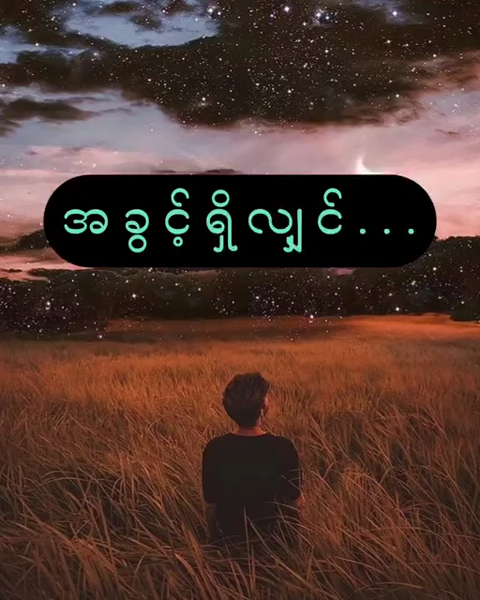 အ ခွ င့် ရှိ လျှ င် . . .